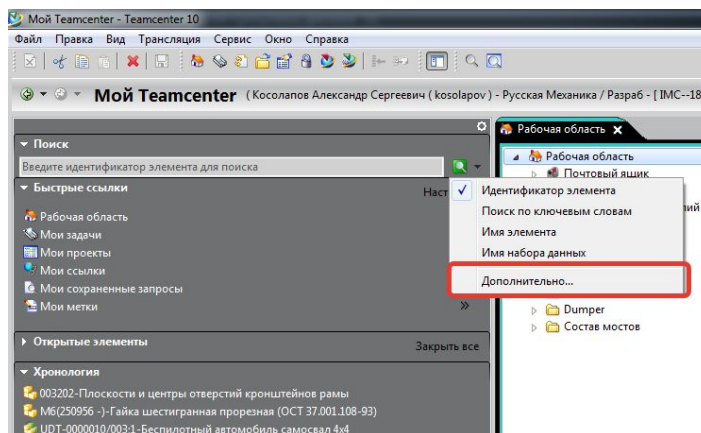 Мой Teamcenter - Teamcenter 10
Файл Правка Вид Трансляция Сервис Окно Справка
Мой Teamcenter ( Косолапов Александр Сергеевич ( kosolapov ) - Русская Механика / Разраб - [ IMC--18
Рабочая область
Поиск
Введите идентификатор элемента для поиска
Рабочая область
Почтовый ящик
Быстрые ссылки
Наст
Идентификатор элемента
Поиск по ключевым словам
Имя элемента
Имя набора данных
Дополнительно...
ий
Рабочая область
Мои задачи
Мои проекты
Мои ссылки
Мои сохраненные запросы
Мои метки
»
Dumper
Состав мостов
Открытые элементы
Закрыть все
Хронология
003202-Плоскости и центры отверстий кронштейнов рамы
М6(250956 -)-Гайка шестигранная прорезная (ОСТ 37.001.108-93)
UDT-0000010/003:1-Беспилотный автомобиль самосвал 4x4